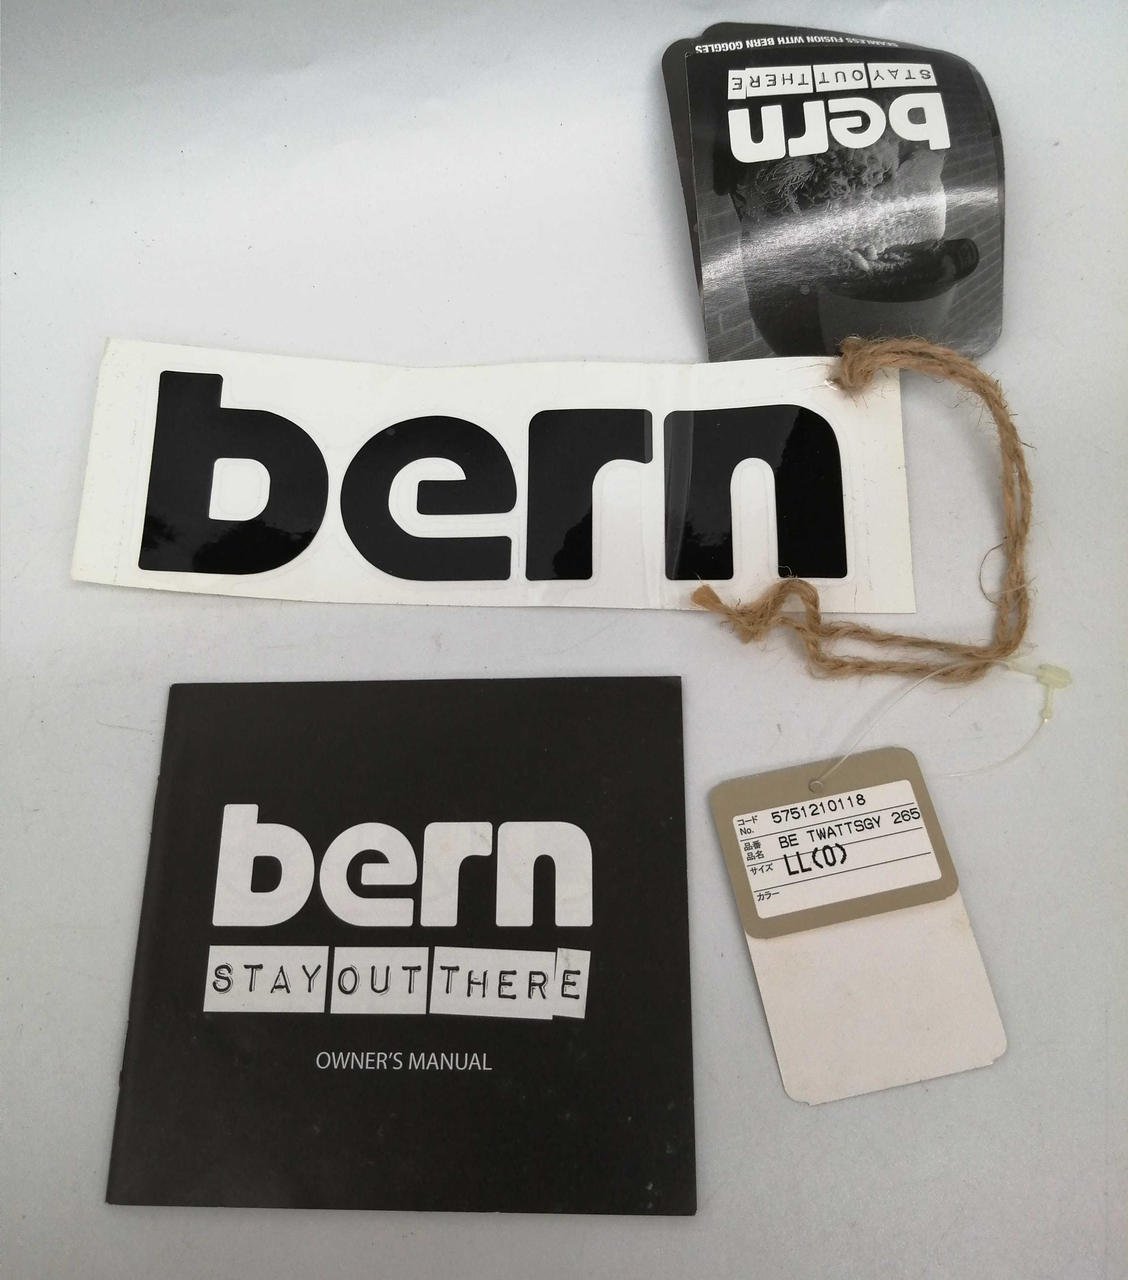 SEAMLESS FUSION WITH BERN GOGGLES
STAY OUT THERE
bern
bern
bern
STAY OUT THERE
OWNER'S MANUAL
コード No. 5751210118
品番 品名 BE TWATTSGY 265
サイズ LL(O)
カラー